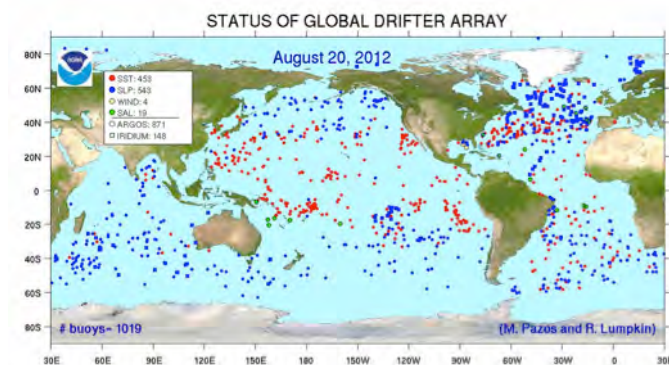 STATUS OF GLOBAL DRIFTER ARRAY
August 20, 2012
NOAA
SST: 453
SLP: 543
WIND: 4
SAL: 19
ARGOS: 871
IRIDIUM: 148
80N
60N
40N
20N
0
20S
40S
60S
80S
# buoys= 1019
(M. Pazos and R. Lumpkin)
30E 60E 90E 120E 150E 180 150W 120W 90W 60W 30W 0 30E